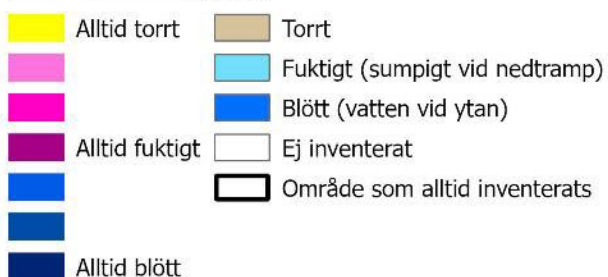 Alltid torrt
Torrt
Fuktigt (sumpigt vid nedtramp)
Blött (vatten vid ytan)
Alltid fuktigt
Ej inventerat
Område som alltid inventerats
Alltid blött